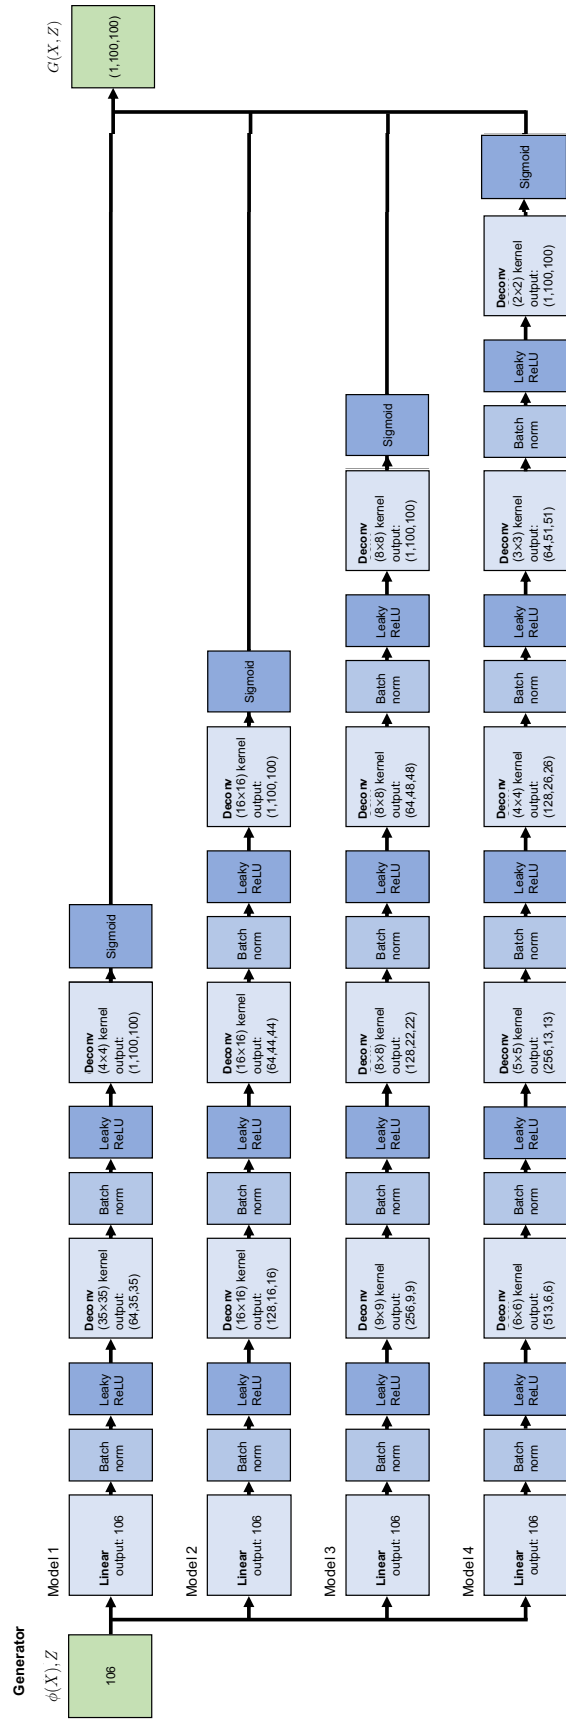 Generator
ϕ(X), Z
106
G(X, Z)
(1,100,100)
Model 1
Linear
output: 106
Batch
norm
Leaky
ReLU
Deconv
(35×35) kernel
output:
(64,35,35)
Batch
norm
Leaky
ReLU
Deconv
(4×4) kernel
output:
(1,100,100)
Sigmoid
Model 2
Linear
output: 106
Batch
norm
Leaky
ReLU
Deconv
(16×16) kernel
output:
(128,16,16)
Batch
norm
Leaky
ReLU
Deconv
(16×16) kernel
output:
(64,44,44)
Batch
norm
Leaky
ReLU
Deconv
(16×16) kernel
output:
(1,100,100)
Sigmoid
Model 3
Linear
output: 106
Batch
norm
Leaky
ReLU
Deconv
(9×9) kernel
output:
(256,9,9)
Batch
norm
Leaky
ReLU
Deconv
(8×8) kernel
output:
(128,22,22)
Batch
norm
Leaky
ReLU
Deconv
(8×8) kernel
output:
(64,48,48)
Batch
norm
Leaky
ReLU
Deconv
(8×8) kernel
output:
(1,100,100)
Sigmoid
Model 4
Linear
output: 106
Batch
norm
Leaky
ReLU
Deconv
(6×6) kernel
output:
(513,6,6)
Batch
norm
Leaky
ReLU
Deconv
(5×5) kernel
output:
(256,13,13)
Batch
norm
Leaky
ReLU
Deconv
(4×4) kernel
output:
(128,26,26)
Batch
norm
Leaky
ReLU
Deconv
(3×3) kernel
output:
(64,51,51)
Batch
norm
Leaky
ReLU
Deconv
(2×2) kernel
output:
(1,100,100)
Sigmoid